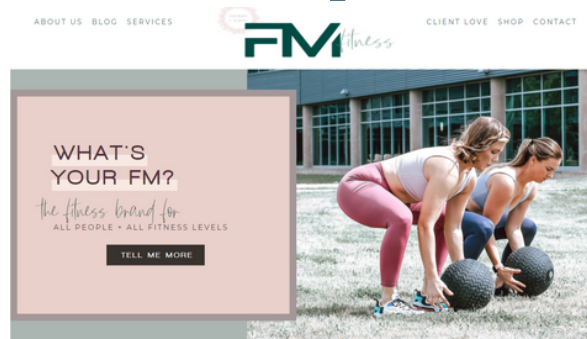 ABOUT US BLOG SERVICES
FM fitness
CLIENT LOVE SHOP CONTACT
WHAT'S
YOUR FM?
the fitness brand for
ALL PEOPLE + ALL FITNESS LEVELS
TELL ME MORE